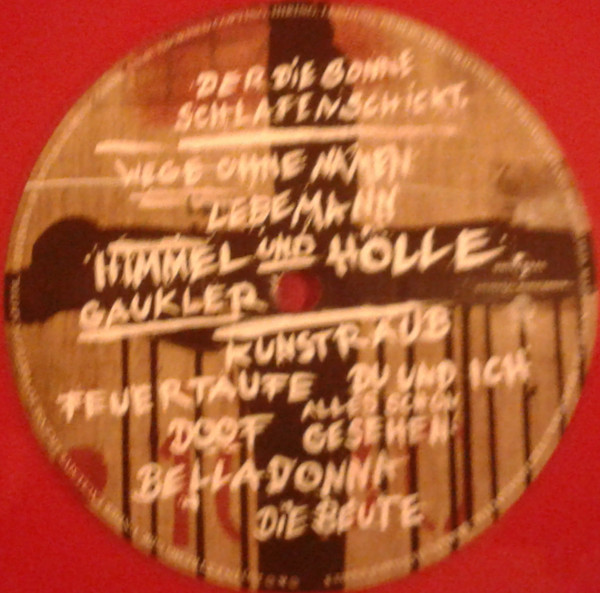 DER DIE SONNE
SCHLAFEN SCHICKT
WEGE OHNE NAMEN
LEBEMANN
HIMMEL UND HÖLLE
GAUKLER
KUNSTRAUB
FEUERTAUFE DU UND ICH
ALLES SCHON
DOOF GESEHEN
BELLADONNA
DIE BEUTE